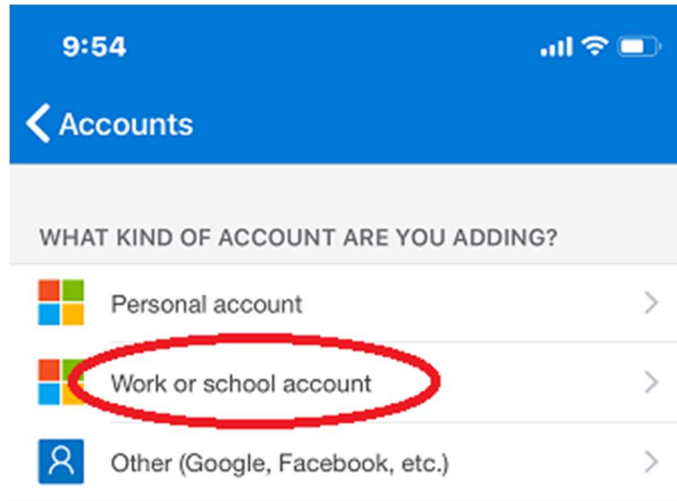 9:54
Accounts
WHAT KIND OF ACCOUNT ARE YOU ADDING?
Personal account
Work or school account
Other (Google, Facebook, etc.)